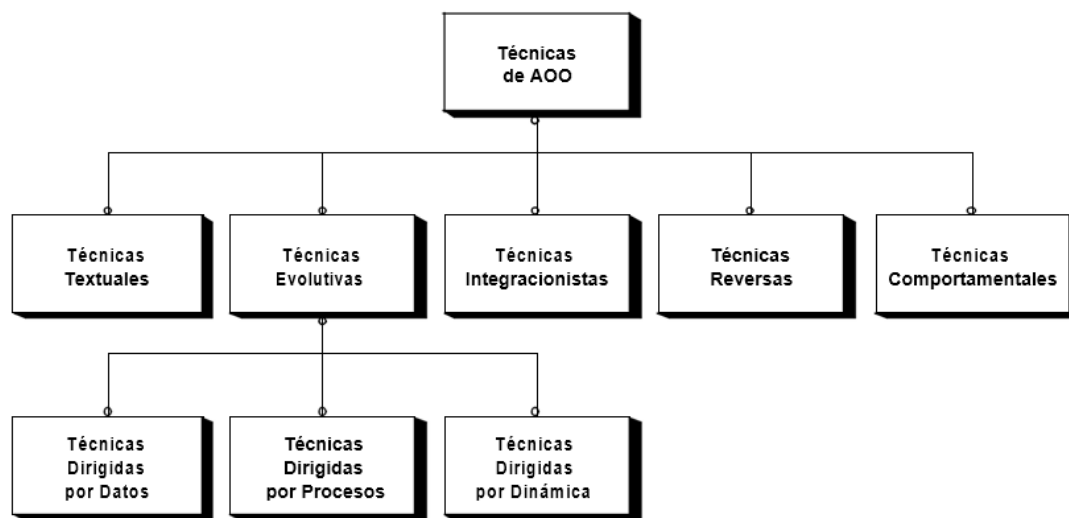 Técnicas
de AOO
Técnicas
Textuales
Técnicas
Evolutivas
Técnicas
Integracionistas
Técnicas
Reversas
Técnicas
Comportamentales
Técnicas
Dirigidas
por Datos
Técnicas
Dirigidas
por Procesos
Técnicas
Dirigidas
por Dinámica